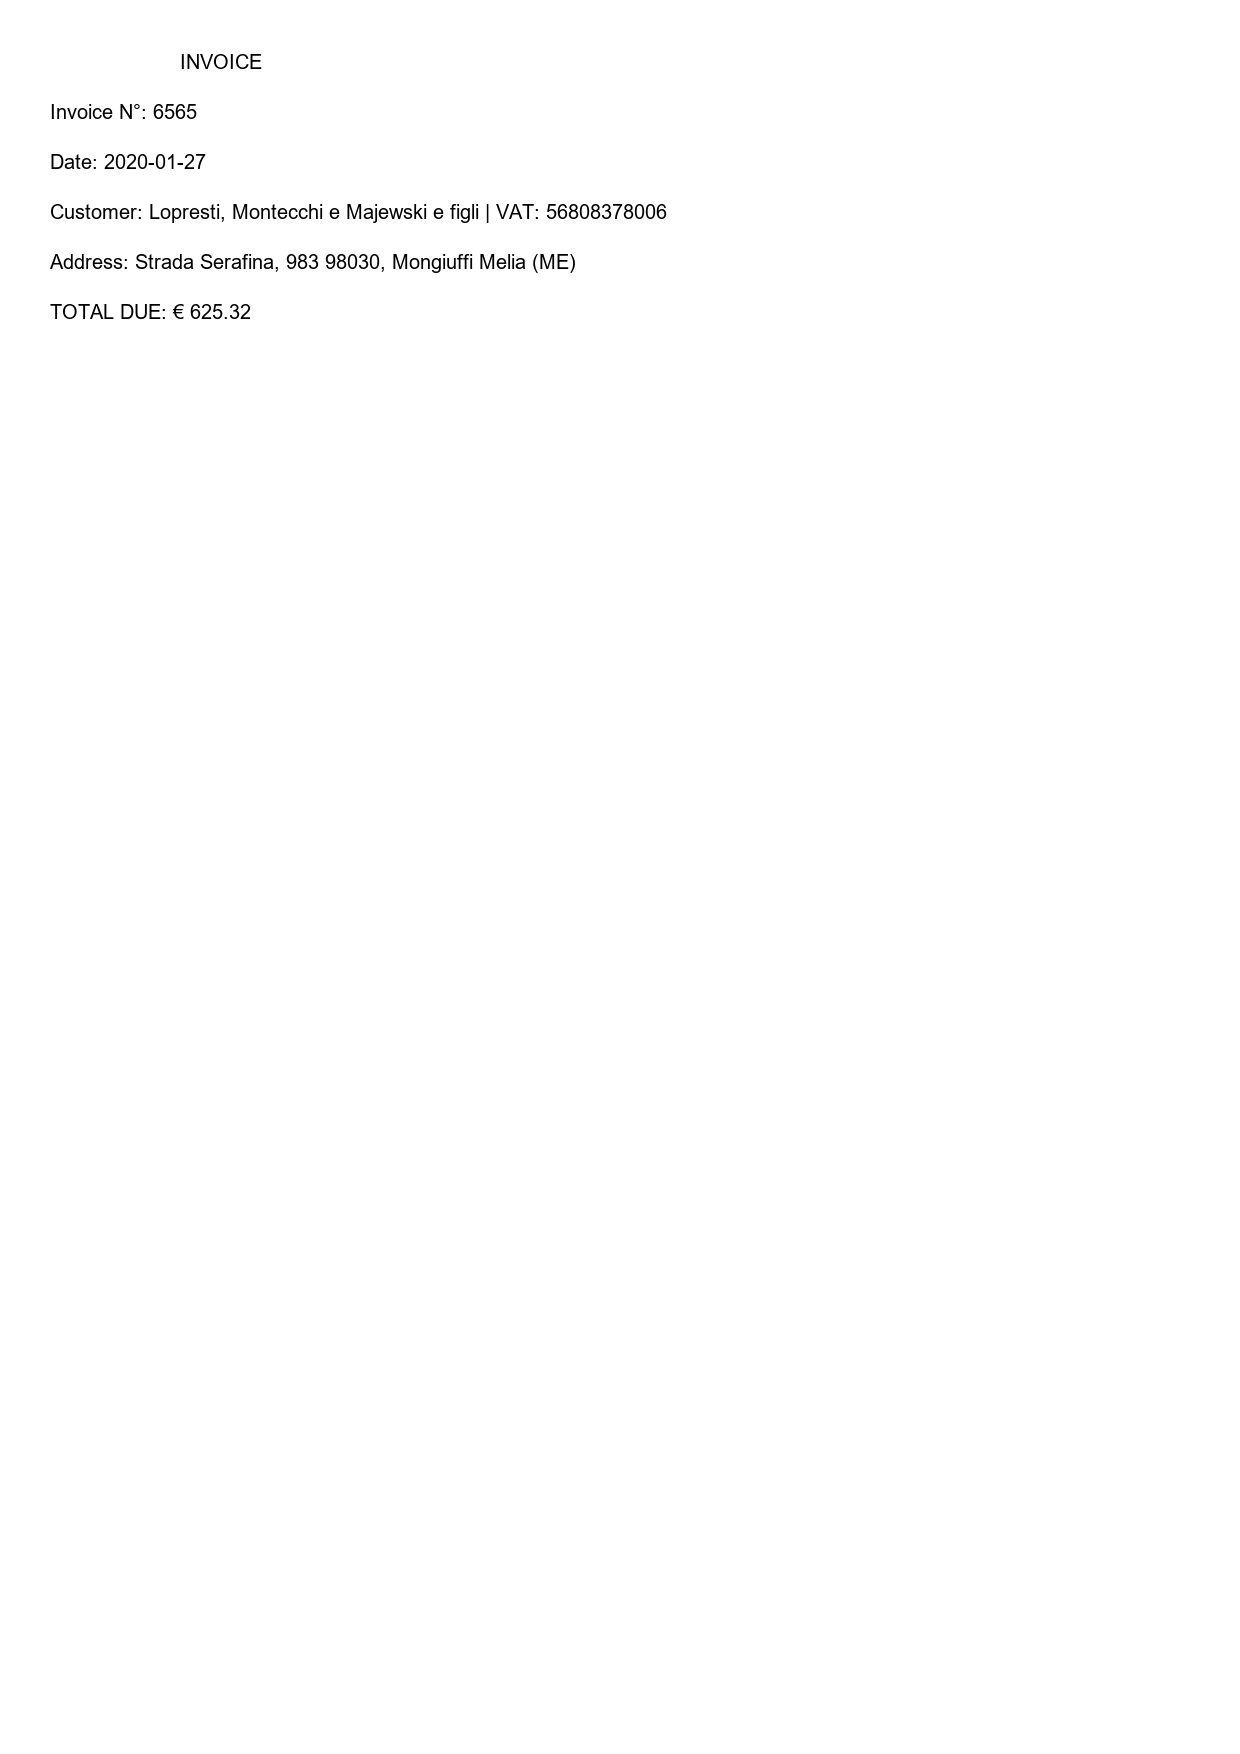 INVOICE
Invoice N°: 6565
Date: 2020-01-27
Customer: Lopresti, Montecchi e Majewski e figli | VAT: 56808378006
Address: Strada Serafina, 983 98030, Mongiuffi Melia (ME)
TOTAL DUE: € 625.32